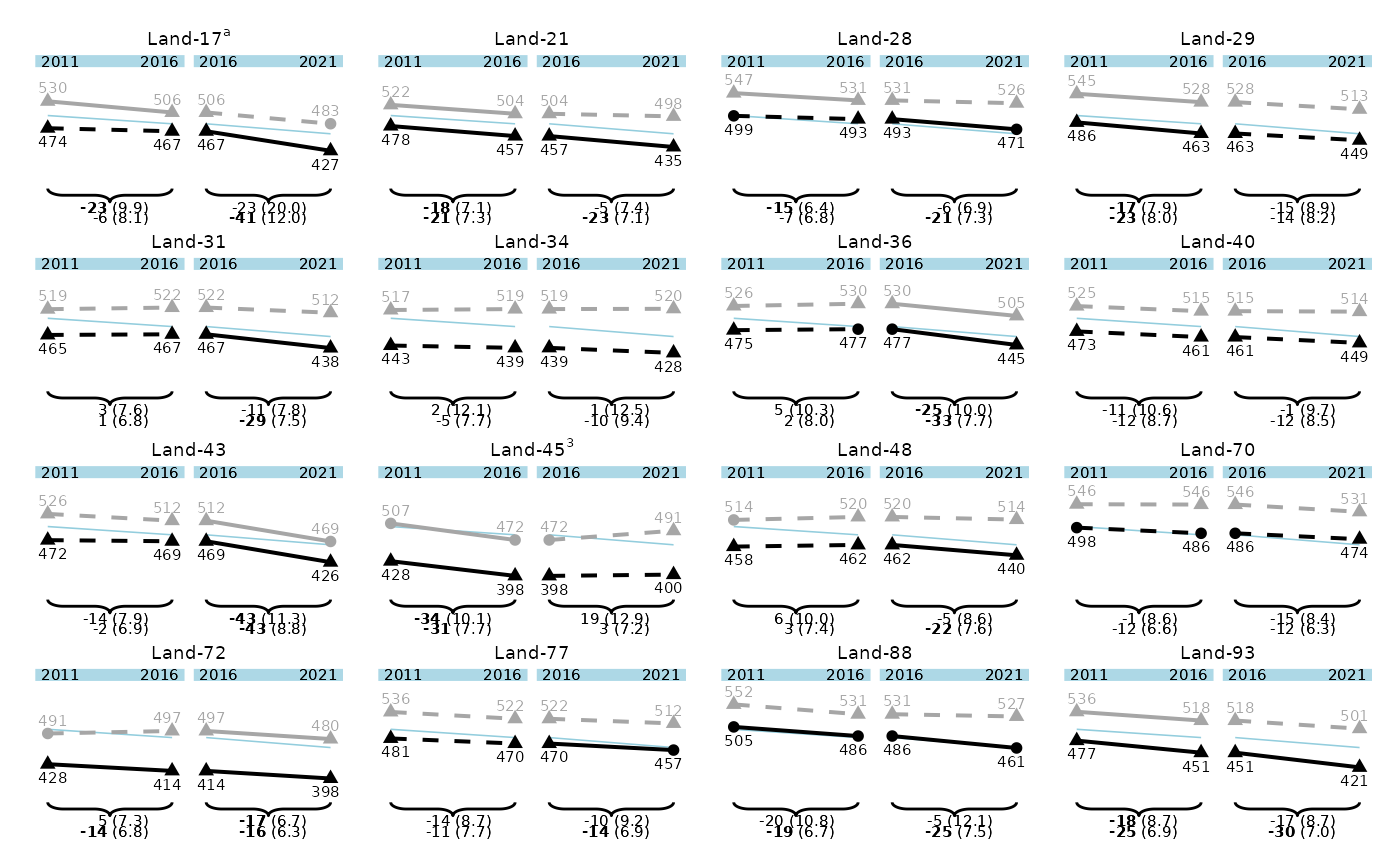 Land-17a Land-21 Land-28 Land-29
2011 2016 2016 2021 2011 2016 2016 2021 2011 2016 2016 2021 2011 2016 2016 2021
530 506 506 483 522 504 504 498 547 531 531 526 545 528 528 513
474 467 467 427 478 457 457 435 499 493 493 471 486 463 463 449
-23 (9.9) -23 (20.0) -18 (7.1) -5 (7.4) -15 (6.4) -6 (6.9) -17 (7.9) -15 (8.9)
-6 (8.1) -41 (12.0) -21 (7.3) -23 (7.1) -7 (6.8) -21 (7.3) -23 (8.0) -14 (8.2)
Land-31 Land-34 Land-36 Land-40
2011 2016 2016 2021 2011 2016 2016 2021 2011 2016 2016 2021 2011 2016 2016 2021
519 522 522 512 517 519 519 520 526 530 530 505 525 515 515 514
465 467 467 438 443 439 439 428 475 477 477 445 473 461 461 449
3 (7.6) -11 (7.8) 2 (12.1) 1 (12.5) 5 (10.3) -25 (10.0) -11 (10.6) -1 (9.7)
1 (6.8) -29 (7.5) -5 (7.7) -10 (9.4) 2 (8.0) -33 (7.7) -12 (8.7) -12 (8.5)
Land-43 Land-453 Land-48 Land-70
2011 2016 2016 2021 2011 2016 2016 2021 2011 2016 2016 2021 2011 2016 2016 2021
526 512 512 469 507 472 472 491 514 520 520 514 546 546 546 531
472 469 469 426 428 398 398 400 458 462 462 440 498 486 486 474
-14 (7.9) -43 (11.3) -34 (10.1) 19 (12.9) 6 (10.0) -5 (8.6) -1 (8.6) -15 (8.4)
-2 (6.9) -43 (8.8) -31 (7.7) 3 (7.2) 3 (7.4) -22 (7.6) -12 (6.6) -12 (6.3)
Land-72 Land-77 Land-88 Land-93
2011 2016 2016 2021 2011 2016 2016 2021 2011 2016 2016 2021 2011 2016 2016 2021
491 497 497 480 536 522 522 512 552 531 531 527 536 518 518 501
428 414 414 398 481 470 470 457 505 486 486 461 477 451 451 421
5 (7.3) -17 (6.7) -14 (8.7) -10 (9.2) -20 (10.8) -5 (12.1) -18 (8.7) -17 (8.7)
-14 (6.8) -16 (6.3) -11 (7.7) -14 (6.9) -19 (6.7) -25 (7.5) -25 (6.9) -30 (7.0)